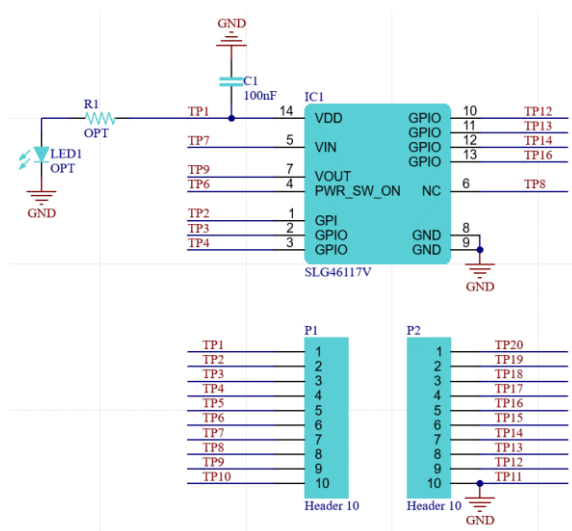 GND
C1
100nF
R1
OPT
LED1
OPT
GND
IC1
TP1 14 VDD GPIO 10 TP12
GPIO 11 TP13
TP7 5 VIN GPIO 12 TP14
GPIO 13 TP16
TP9 7 VOUT
TP6 4 PWR_SW_ON NC 6 TP8
TP2 1 GPI
TP3 2 GPIO GND 8
TP4 3 GPIO GND 9
SLG46117V
GND
P1 P2
TP1 1 1 TP20
TP2 2 2 TP19
TP3 3 3 TP18
TP4 4 4 TP17
TP5 5 5 TP16
TP6 6 6 TP15
TP7 7 7 TP14
TP8 8 8 TP13
TP9 9 9 TP12
TP10 10 10 TP11
Header 10 Header 10
GND